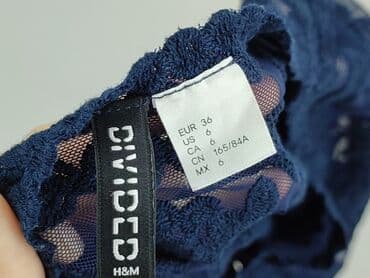 DIVIDED
H&M
EUR 36
US 6
CA 6
CN 165/84A
MX 6